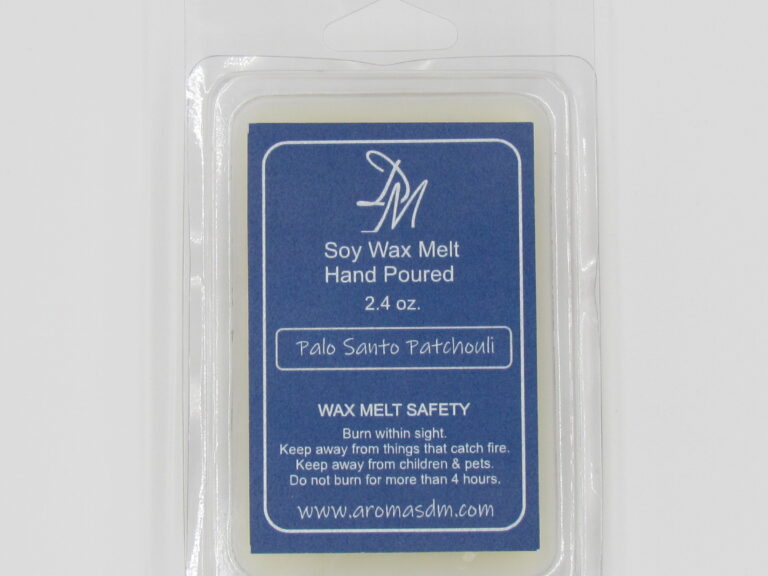 DM
Soy Wax Melt
Hand Poured
2.4 oz.
Palo Santo Patchouli
WAX MELT SAFETY
Burn within sight.
Keep away from things that catch fire.
Keep away from children & pets.
Do not burn for more than 4 hours.
www.aromasdm.com